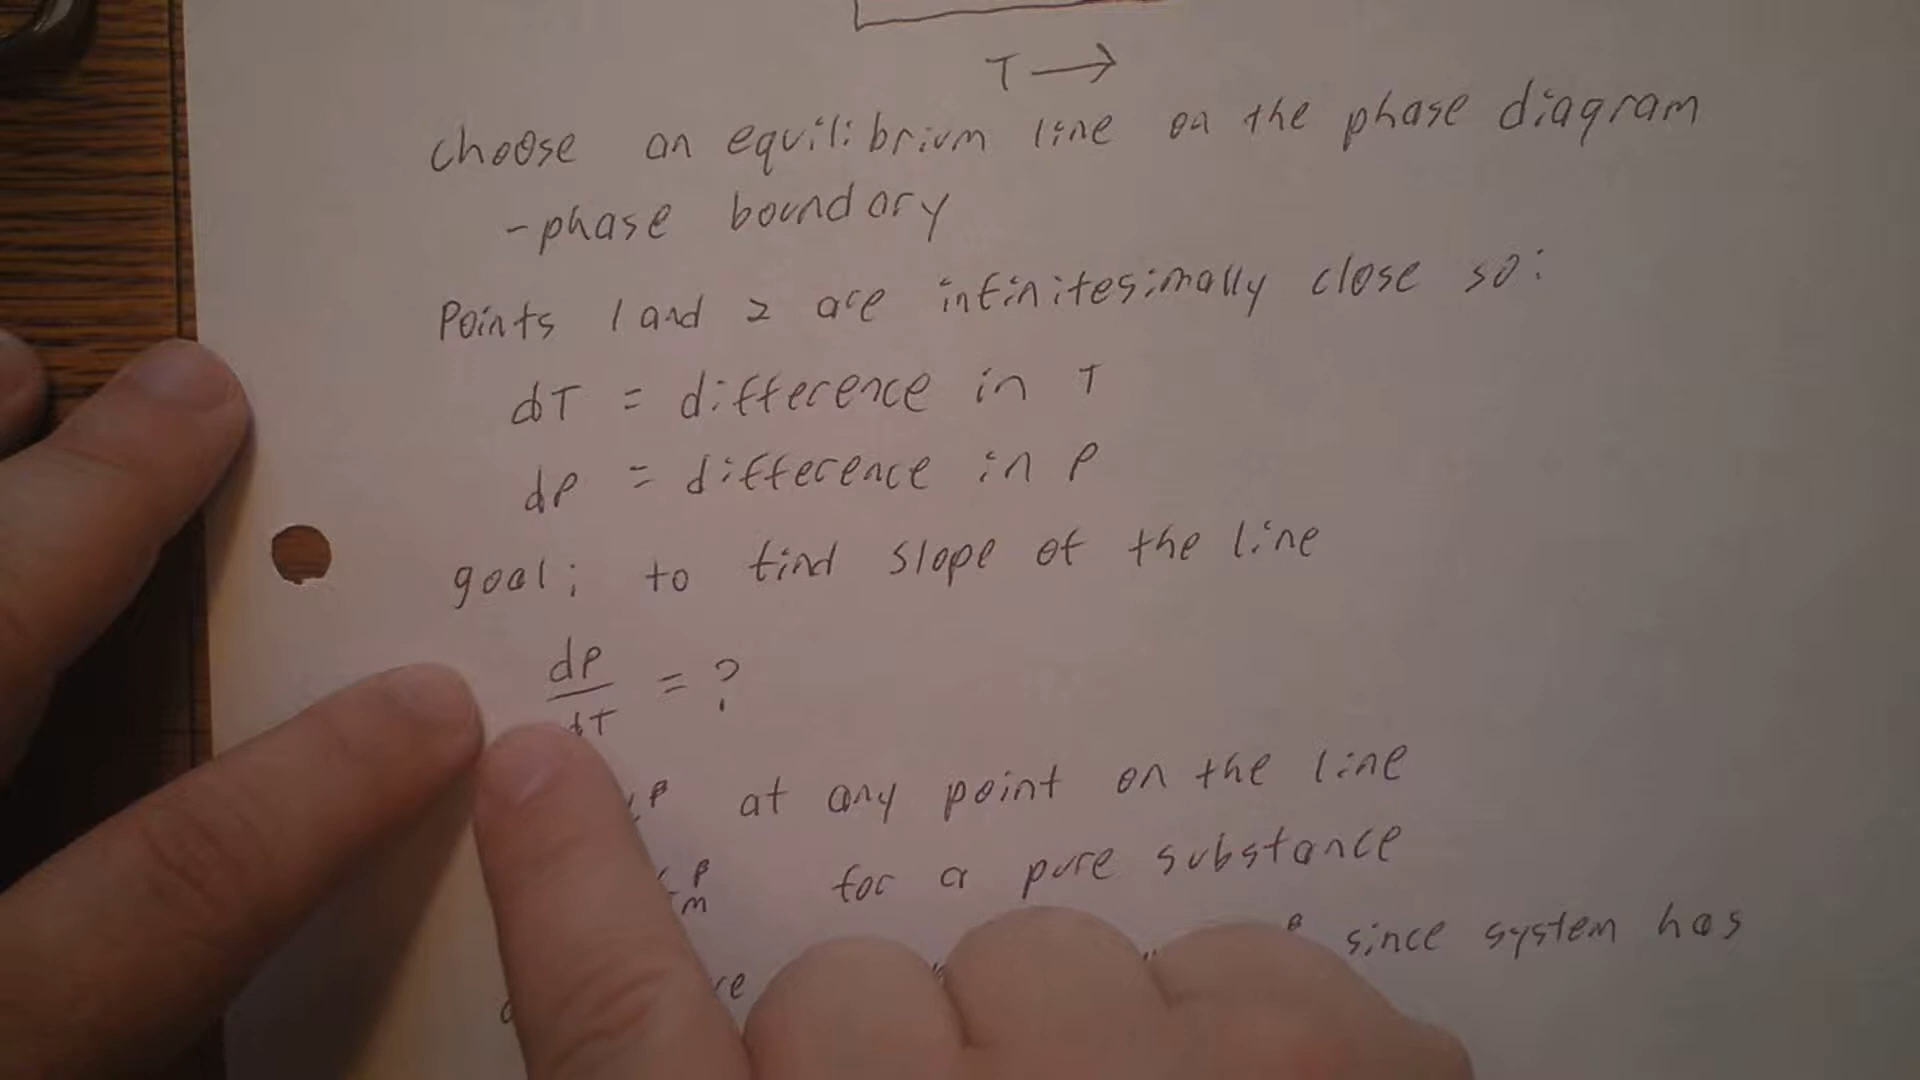 T →
choose an equilibrium line on the phase diagram
- phase boundary
Points 1 and 2 are infinitesimally close so:
dT = difference in T
dP = difference in P
goal; to find slope of the line
dP
dT = ?
β at any point on the line
m β for a pure substance
β since system has